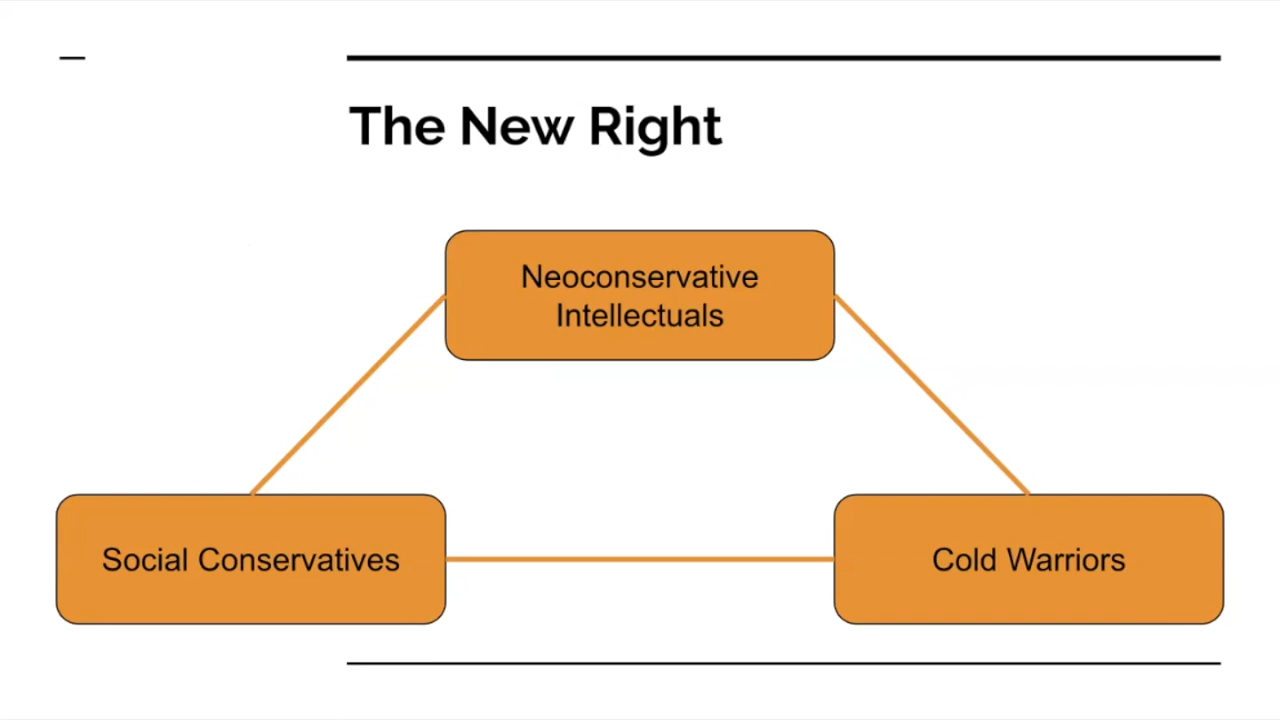 The New Right
Neoconservative
Intellectuals
Social Conservatives
Cold Warriors